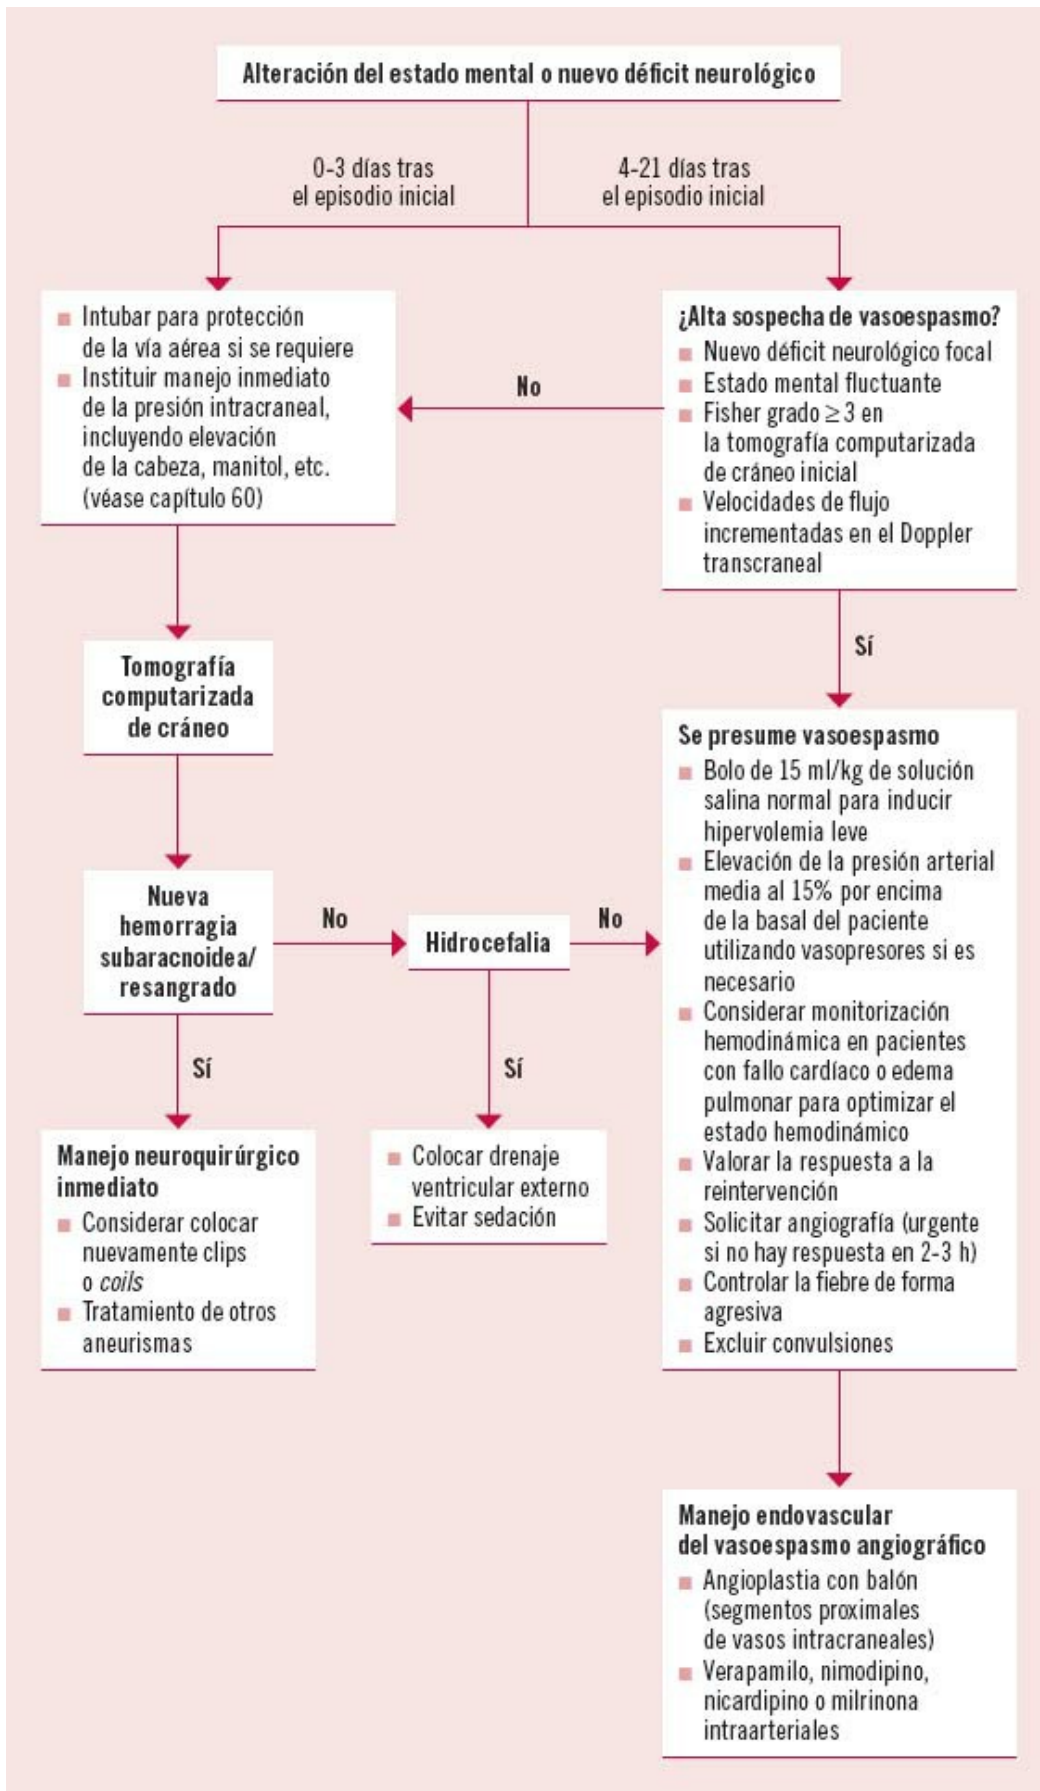 Alteración del estado mental o nuevo déficit neurológico
0-3 días tras
el episodio inicial
4-21 días tras
el episodio inicial
■ Intubar para protección
de la vía aérea si se requiere
■ Instituir manejo inmediato
de la presión intracraneal,
incluyendo elevación
de la cabeza, manitol, etc.
(véase capítulo 60)
No
¿Alta sospecha de vasoespasmo?
■ Nuevo déficit neurológico focal
■ Estado mental fluctuante
■ Fisher grado ≥ 3 en
la tomografía computarizada
de cráneo inicial
■ Velocidades de flujo
incrementadas en el Doppler
transcraneal
Sí
Tomografía
computarizada
de cráneo
Nueva
hemorragia
subaracnoidea/
resangrado
No
Hidrocefalia
No
Se presume vasoespasmo
■ Bolo de 15 ml/kg de solución
salina normal para inducir
hipervolemia leve
■ Elevación de la presión arterial
media al 15% por encima
de la basal del paciente
utilizando vasopresores si es
necesario
■ Considerar monitorización
hemodinámica en pacientes
con fallo cardíaco o edema
pulmonar para optimizar el
estado hemodinámico
■ Valorar la respuesta a la
reintervención
■ Solicitar angiografía (urgente
si no hay respuesta en 2-3 h)
■ Controlar la fiebre de forma
agresiva
■ Excluir convulsiones
Sí
Manejo neuroquirúrgico
inmediato
■ Considerar colocar
nuevamente clips
o coils
■ Tratamiento de otros
aneurismas
Sí
■ Colocar drenaje
ventricular externo
■ Evitar sedación
Manejo endovascular
del vasoespasmo angiográfico
■ Angioplastia con balón
(segmentos proximales
de vasos intracraneales)
■ Verapamilo, nimodipino,
nicardipino o milrinona
intraarteriales